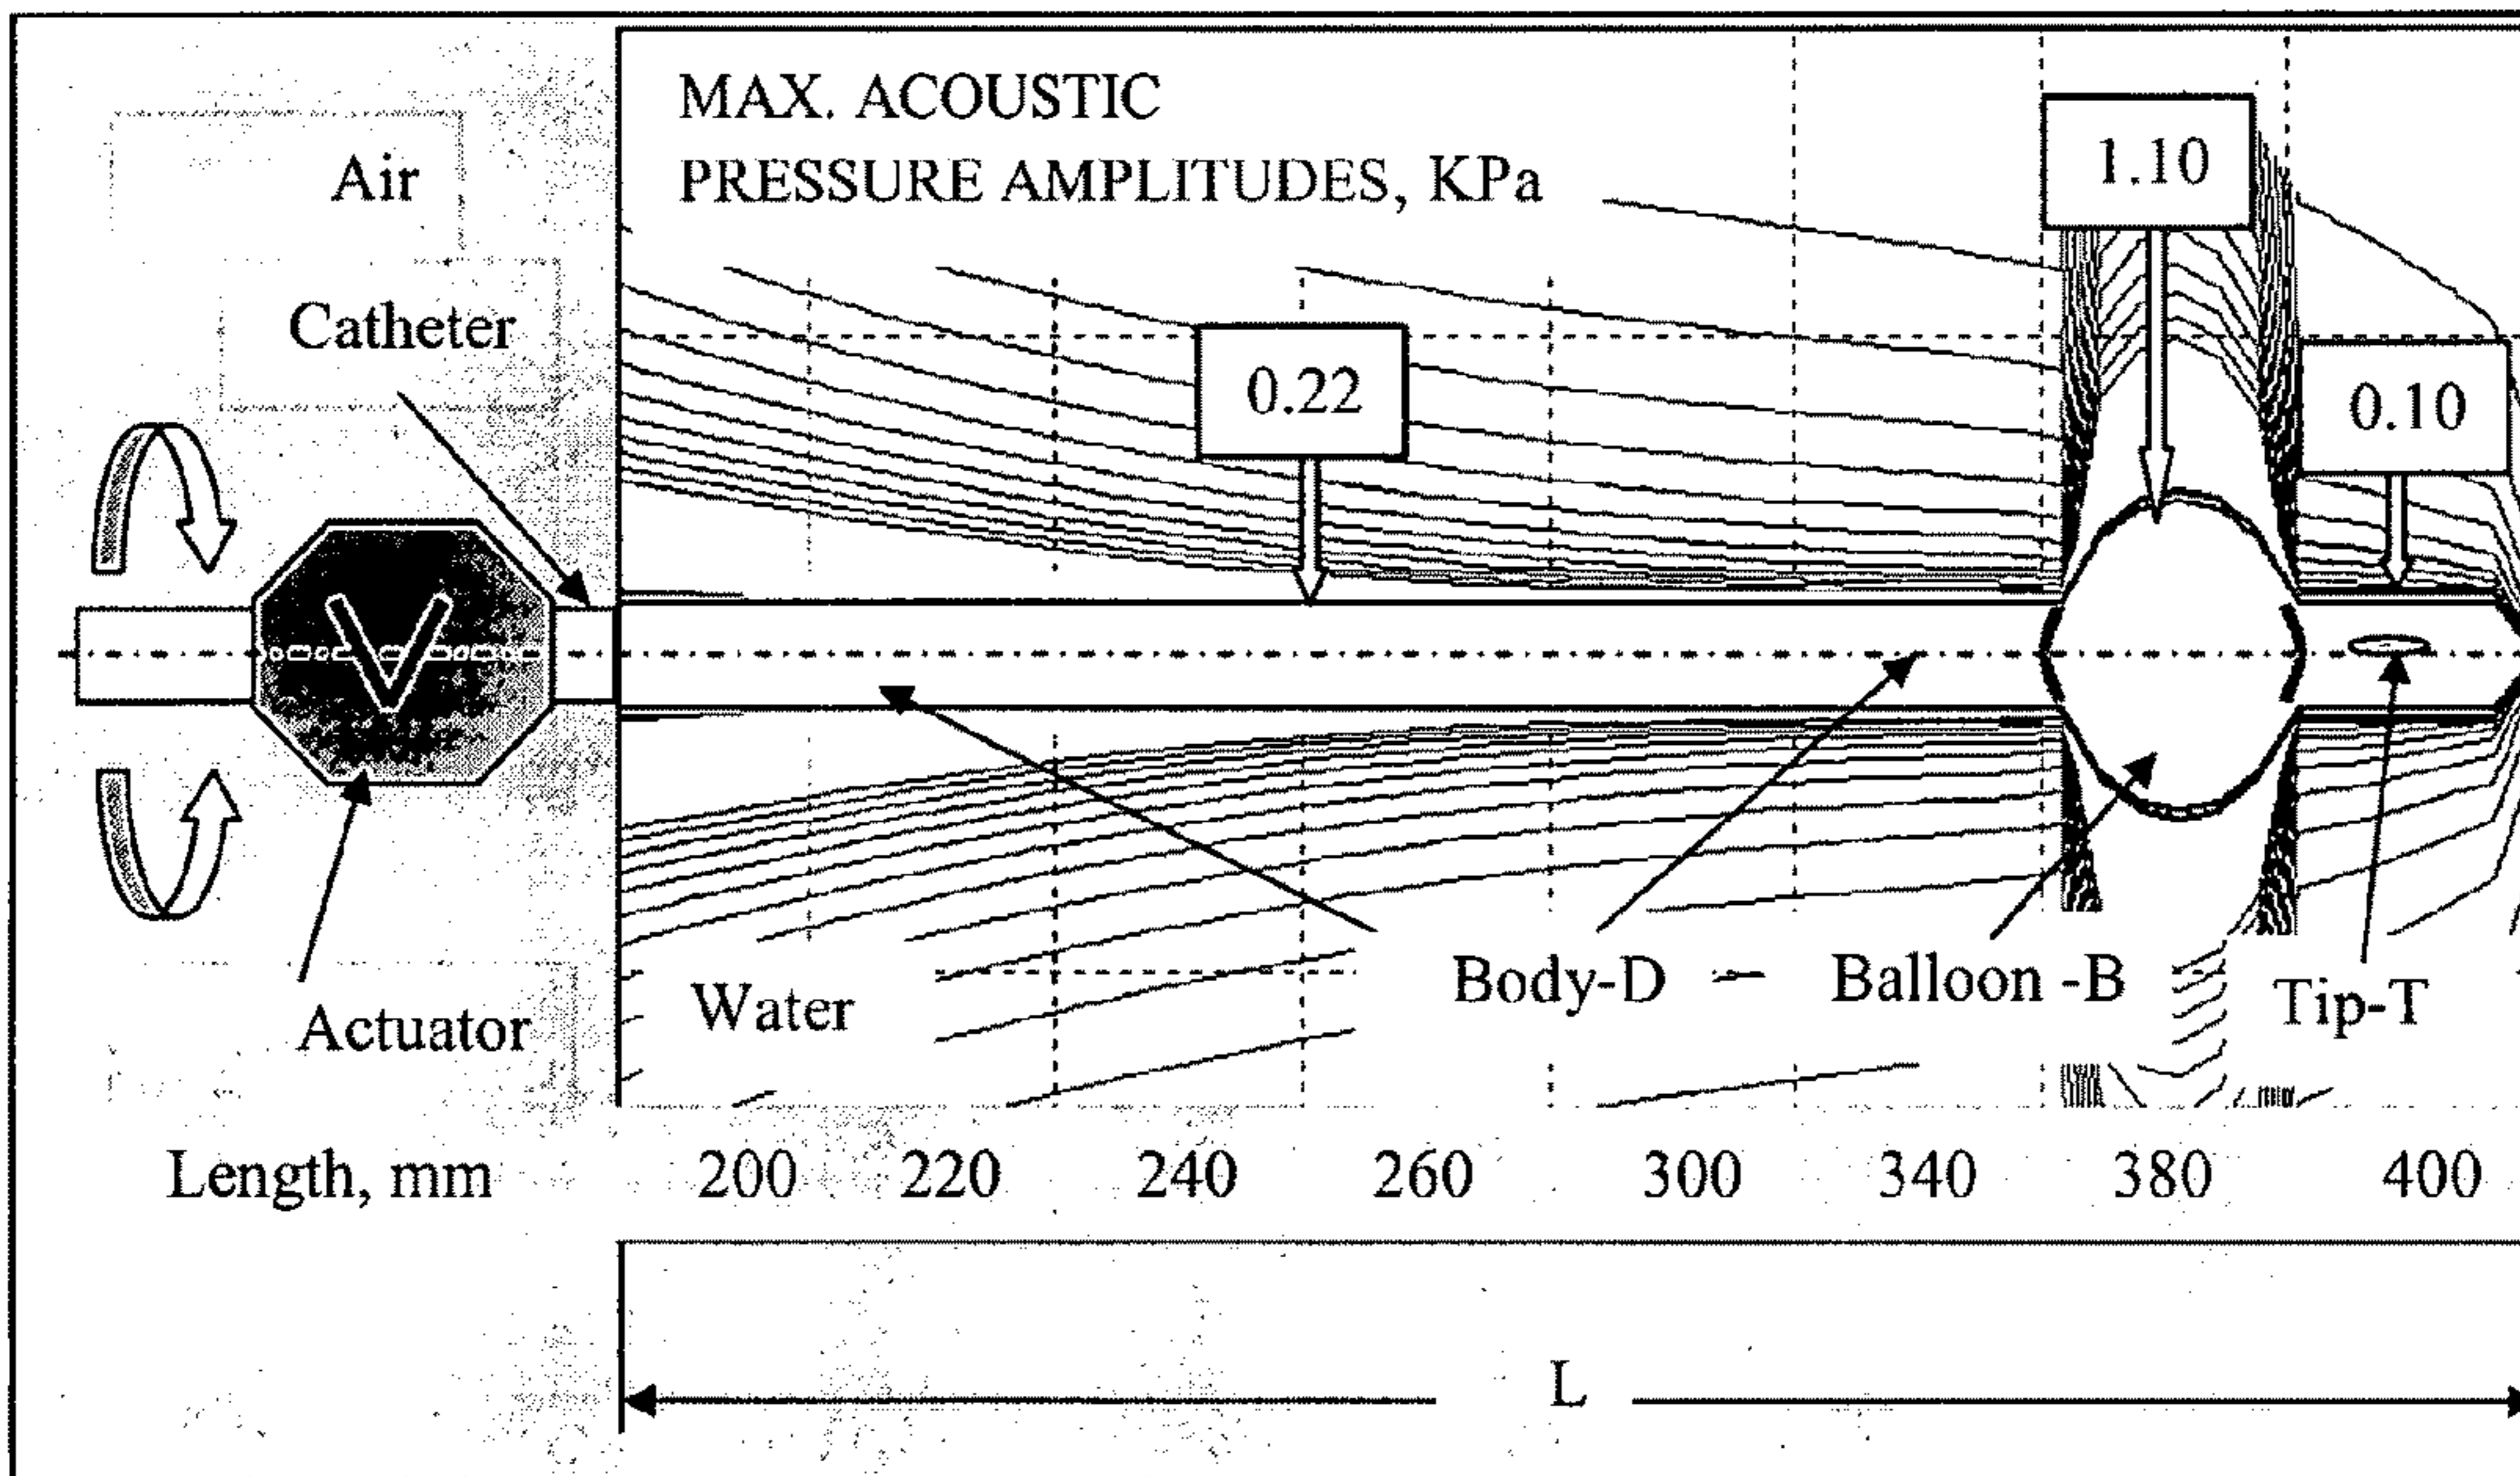 MAX. ACOUSTIC
PRESSURE AMPLITUDES, KPa
1.10
Air
Catheter
0.22
0.10
V
Body-D
Balloon -B
Tip-T
Water
Actuator
Length, mm 200 220 240 260 300 340 380 400
L